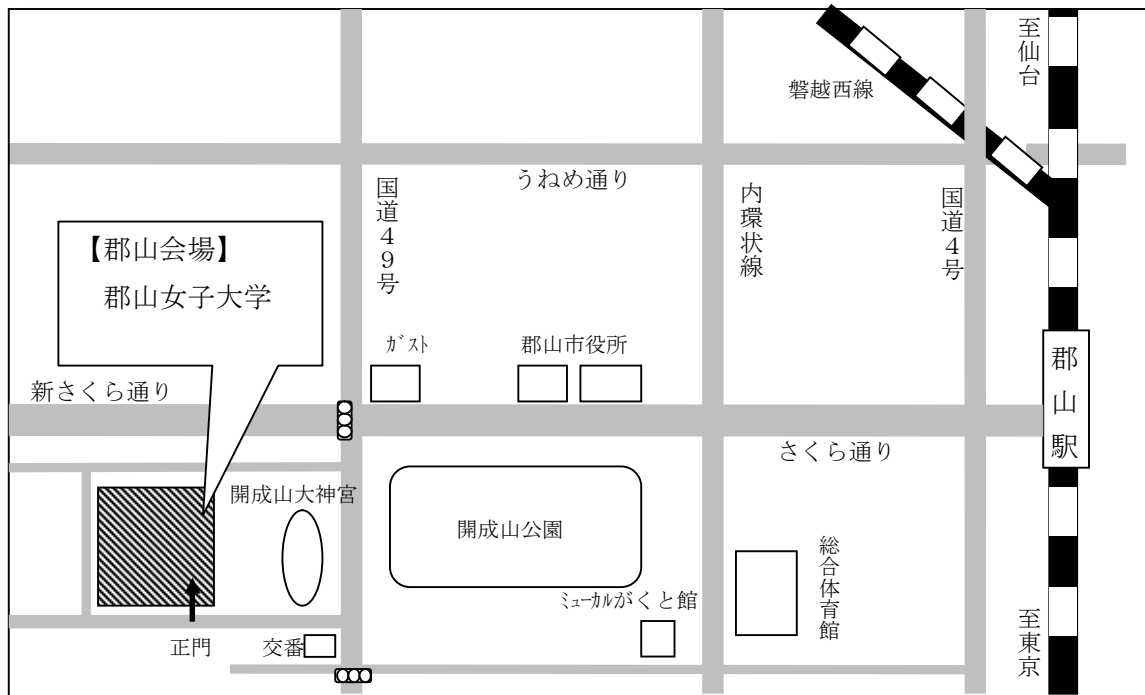 至仙台
磐越西線
うねめ通り
国道49号
内環状線
国道4号
【郡山会場】
郡山女子大学
ガスト
郡山市役所
新さくら通り
郡山駅
さくら通り
開成山大神宮
開成山公園
総合体育館
ミューカルがくと館
正門
交番
至東京